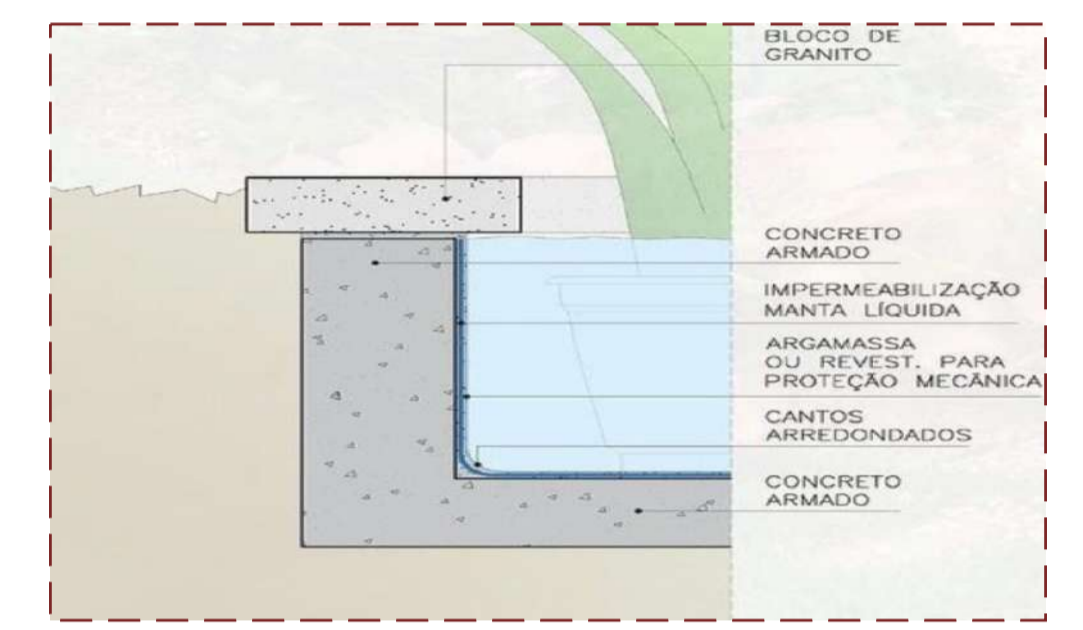 BLOCO DE
GRANITO
CONCRETO
ARMADO
IMPERMEABILIZAÇÃO
MANTA LÍQUIDA
ARGAMASSA
OU REVEST. PARA
PROTEÇÃO MECÂNICA
CANTOS
ARREDONDADOS
CONCRETO
ARMADO